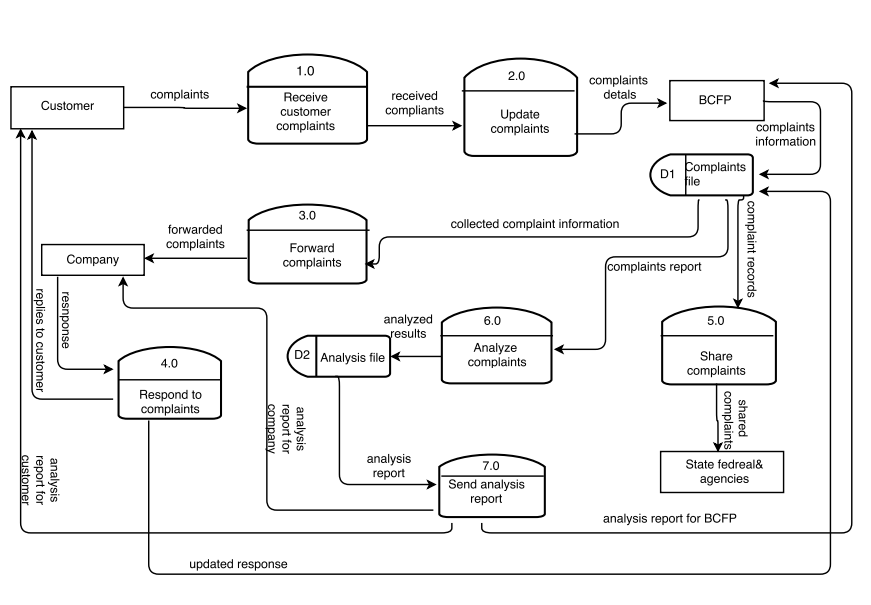 Customer
complaints
1.0
Receive
customer
complaints
received
compliants
2.0
Update
complaints
complaints
detals
BCFP
complaints
information
D1
Complaints
file
collected complaint information
complaints report
complaint records
3.0
Forward
complaints
forwarded
complaints
Company
resnponse
replies to customer
4.0
Respond to
complaints
6.0
Analyze
complaints
analyzed
results
D2
Analysis file
5.0
Share
complaints
shared
complaints
State fedreal&
agencies
analysis
report for
company
analysis
report
7.0
Send analysis
report
analysis
report for
customer
analysis report for BCFP
updated response